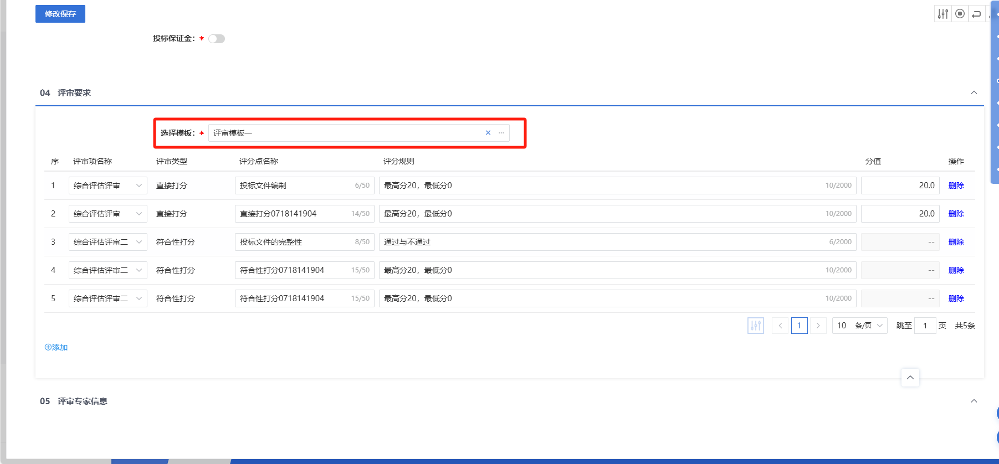 修改保存
投标保证金：*
04 评审要求
选择模板：* 评审模板一 ✕ ···
序 评审项名称 评审类型 评分点名称 评分规则 分值 操作
1 综合评估评审 直接打分 投标文件编制 6/50 最高分20，最低分0 10/2000 20.0 删除
2 综合评估评审 直接打分 直接打分0718141904 14/50 最高分20，最低分0 10/2000 20.0 删除
3 综合评估评审二 符合性打分 投标文件的完整性 8/50 通过与不通过 6/2000 -- 删除
4 综合评估评审二 符合性打分 符合性打分0718141904 15/50 最高分20，最低分0 10/2000 -- 删除
5 综合评估评审二 符合性打分 符合性打分0718141904 15/50 最高分20，最低分0 10/2000 -- 删除
1 10 条/页 跳至 1 页 共5条
添加
05 评审专家信息